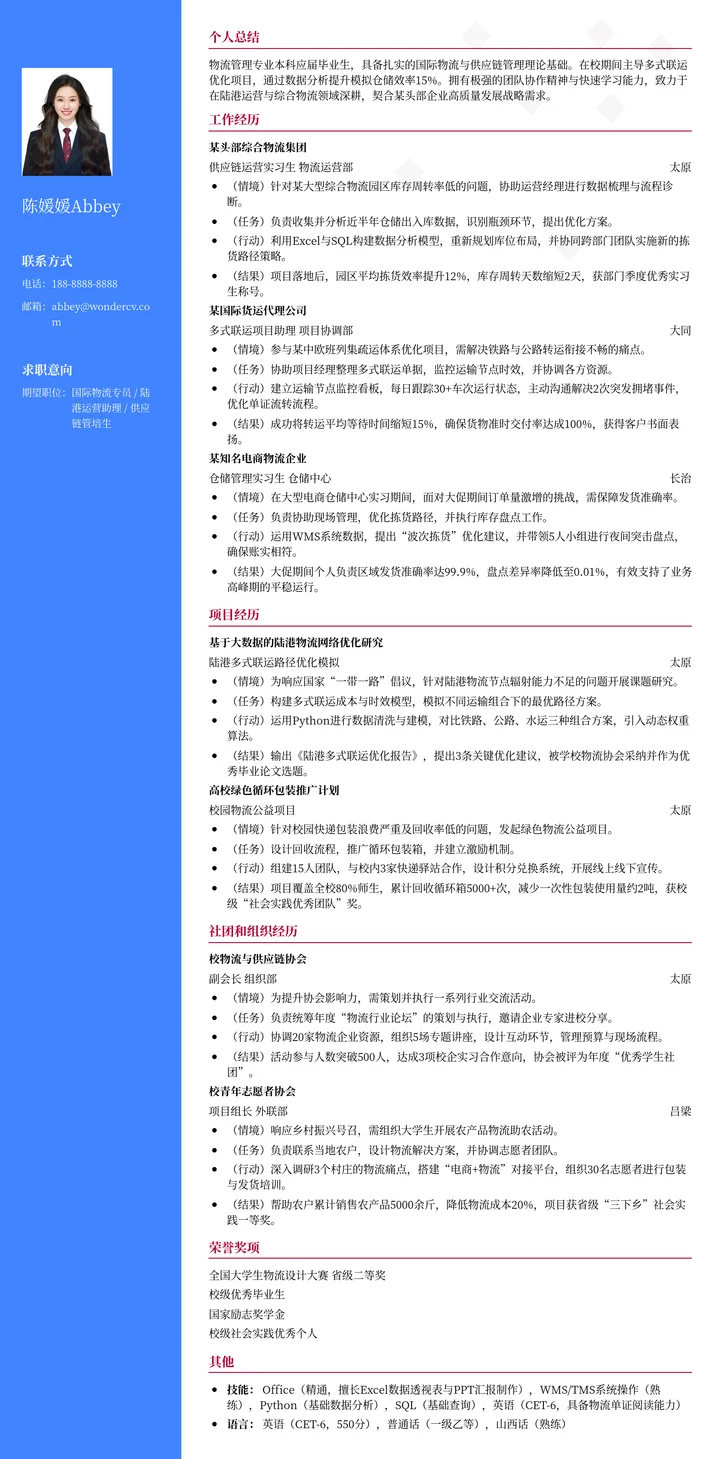 陈媛媛Abbey
联系方式
电话：188-8888-8888
邮箱：abbey@wondercv.co
m
求职意向
期望职位：国际物流专员 / 陆
港运营助理 / 供应
链管培生
个人总结
物流管理专业本科应届毕业生，具备扎实的国际物流与供应链管理理论基础。在校期间主导多式联运
优化项目，通过数据分析提升模拟仓储效率15%。拥有极强的团队协作精神与快速学习能力，致力于
在陆港运营与综合物流领域深耕，契合某头部企业高质量发展战略需求。
工作经历
某头部综合物流集团
供应链运营实习生 物流运营部 太原
• （情境）针对某大型综合物流园区库存周转率低的问题，协助运营经理进行数据梳理与流程诊
断。
• （任务）负责收集并分析近半年仓储出入库数据，识别瓶颈环节，提出优化方案。
• （行动）利用Excel与SQL构建数据分析模型，重新规划库位布局，并协同跨部门团队实施新的拣
货路径策略。
• （结果）项目落地后，园区平均拣货效率提升12%，库存周转天数缩短2天，获部门季度优秀实习
生称号。
某国际货运代理公司
多式联运项目助理 项目协调部 大同
• （情境）参与某中欧班列集疏运体系优化项目，需解决铁路与公路转运衔接不畅的痛点。
• （任务）协助项目经理整理多式联运单据，监控运输节点时效，并协调各方资源。
• （行动）建立运输节点监控看板，每日跟踪30+车次运行状态，主动沟通解决2次突发拥堵事件，
优化单证流转流程。
• （结果）成功将转运平均等待时间缩短15%，确保货物准时交付率达成100%，获得客户书面表
扬。
某知名电商物流企业
仓储管理实习生 仓储中心 长治
• （情境）在大型电商仓储中心实习期间，面对大促期间订单量激增的挑战，需保障发货准确率。
• （任务）负责协助现场管理，优化拣货路径，并执行库存盘点工作。
• （行动）运用WMS系统数据，提出“波次拣货”优化建议，并带领5人小组进行夜间突击盘点，
确保账实相符。
• （结果）大促期间个人负责区域发货准确率达99.9%，盘点差异率降低至0.01%，有效支持了业务
高峰期的平稳运行。
项目经历
基于大数据的陆港物流网络优化研究
陆港多式联运路径优化模拟 太原
• （情境）为响应国家“一带一路”倡议，针对陆港物流节点辐射能力不足的问题开展课题研究。
• （任务）构建多式联运成本与时效模型，模拟不同运输组合下的最优路径方案。
• （行动）运用Python进行数据清洗与建模，对比铁路、公路、水运三种组合方案，引入动态权重
算法。
• （结果）输出《陆港多式联运优化报告》，提出3条关键优化建议，被学校物流协会采纳并作为优
秀毕业论文选题。
高校绿色循环包装推广计划
校园物流公益项目 太原
• （情境）针对校园快递包装浪费严重及回收率低的问题，发起绿色物流公益项目。
• （任务）设计回收流程，推广循环包装箱，并建立激励机制。
• （行动）组建15人团队，与校内3家快递驿站合作，设计积分兑换系统，开展线上线下宣传。
• （结果）项目覆盖全校80%师生，累计回收循环箱5000+次，减少一次性包装使用量约2吨，获校
级“社会实践优秀团队”奖。
社团和组织经历
校物流与供应链协会
副会长 组织部 太原
• （情境）为提升协会影响力，需策划并执行一系列行业交流活动。
• （任务）负责统筹年度“物流行业论坛”的策划与执行，邀请企业专家进校分享。
• （行动）协调20家物流企业资源，组织5场专题讲座，设计互动环节，管理预算与现场流程。
• （结果）活动参与人数突破500人，达成3项校企实习合作意向，协会被评为年度“优秀学生社
团”。
校青年志愿者协会
项目组长 外联部 吕梁
• （情境）响应乡村振兴号召，需组织大学生开展农产品物流助农活动。
• （任务）负责联系当地农户，设计物流解决方案，并协调志愿者团队。
• （行动）深入调研3个村庄的物流痛点，搭建“电商+物流”对接平台，组织30名志愿者进行包装
与发货培训。
• （结果）帮助农户累计销售农产品5000余斤，降低物流成本20%，项目获省级“三下乡”社会实
践一等奖。
荣誉奖项
全国大学生物流设计大赛 省级二等奖
校级优秀毕业生
国家励志奖学金
校级社会实践优秀个人
其他
• 技能： Office（精通，擅长Excel数据透视表与PPT汇报制作），WMS/TMS系统操作（熟
练），Python（基础数据分析），SQL（基础查询），英语（CET-6，具备物流单证阅读能力）
• 语言： 英语（CET-6，550分），普通话（一级乙等），山西话（熟练）